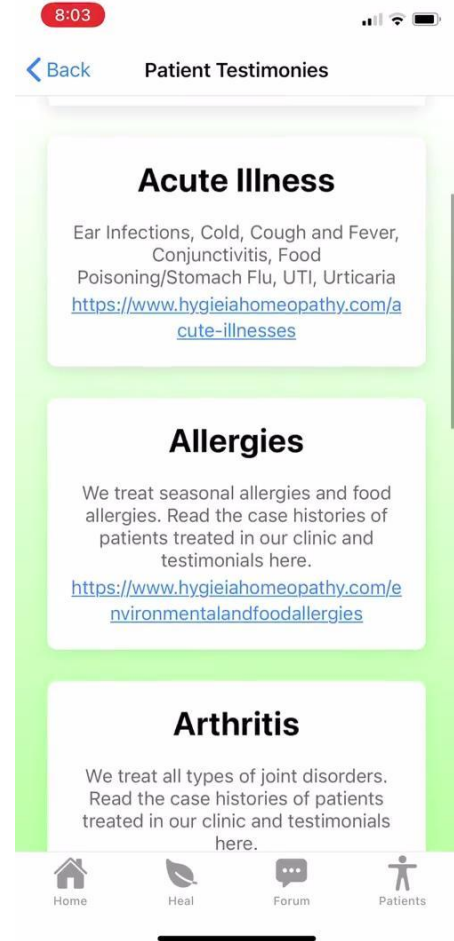 8:03
Back
Patient Testimonies
Acute Illness
Ear Infections, Cold, Cough and Fever,
Conjunctivitis, Food
Poisoning/Stomach Flu, UTI, Urticaria
https://www.hygieiahomeopathy.com/a
cute-illnesses
Allergies
We treat seasonal allergies and food
allergies. Read the case histories of
patients treated in our clinic and
testimonials here.
https://www.hygieiahomeopathy.com/e
nvironmentalandfoodallergies
Arthritis
We treat all types of joint disorders.
Read the case histories of patients
treated in our clinic and testimonials
here.
Home
Heal
Forum
Patients